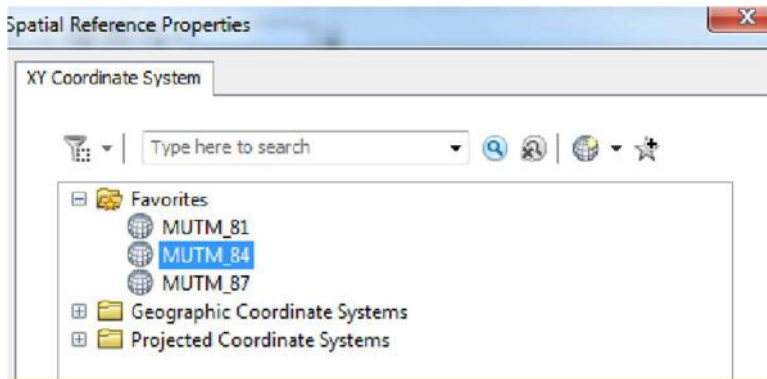 Spatial Reference Properties
XY Coordinate System
Type here to search
Favorites
MUTM_81
MUTM_84
MUTM_87
Geographic Coordinate Systems
Projected Coordinate Systems